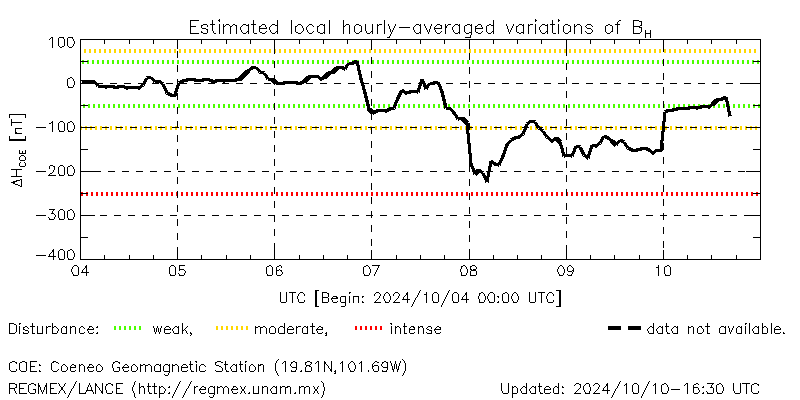 Estimated local hourly-averaged variations of B_H
100
0
-100
-200
-300
-400
ΔH_COE [nT]
04 05 06 07 08 09 10
UTC [Begin: 2024/10/04 00:00 UTC]
Disturbance: weak, moderate, intense data not available.
COE: Coeneo Geomagnetic Station (19.81N,101.69W)
REGMEX/LANCE (http://regmex.unam.mx) Updated: 2024/10/10-16:30 UTC